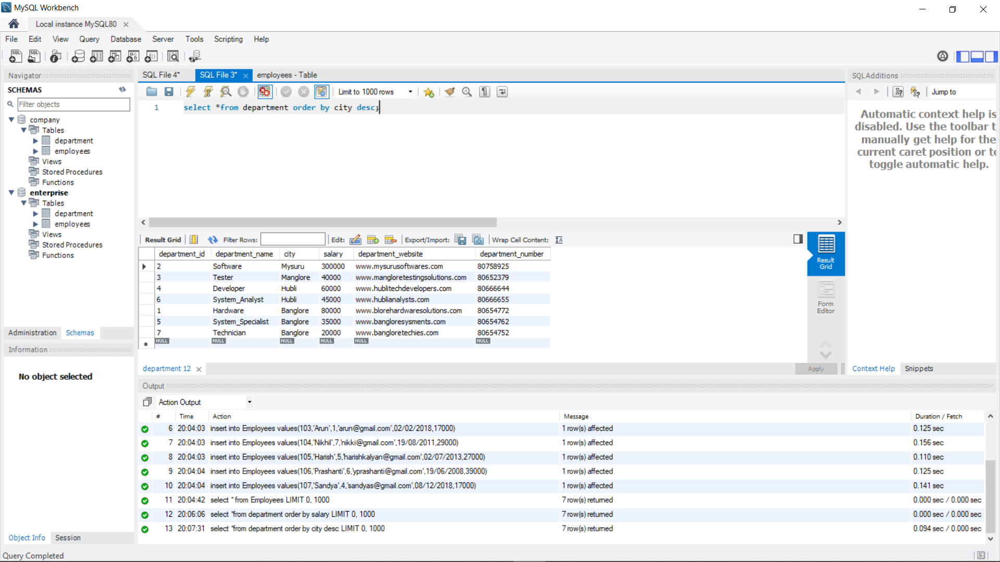 MySQL Workbench
Local instance MySQL80
File Edit View Query Database Server Tools Scripting Help
Navigator
SCHEMAS
Filter objects
company
Tables
department
employees
Views
Stored Procedures
Functions
enterprise
Tables
department
employees
Views
Stored Procedures
Functions
Administration Schemas
Information
No object selected
Object Info Session
SQL File 4* SQL File 3* employees - Table
Limit to 1000 rows
1 select *from department order by city desc;
Result Grid Filter Rows: Edit: Export/Import: Wrap Cell Content:
department_id department_name city salary department_website department_number
2 Software Mysuru 300000 www.mysurusoftwares.com 80758925
3 Tester Manglore 40000 www.mangloretestingsolutions.com 80652379
4 Developer Hubli 60000 www.hublitechdevelopers.com 80666644
6 System_Analyst Hubli 45000 www.hublianalysts.com 80666655
1 Hardware Banglore 80000 www.blorehardwaresolutions.com 80654772
5 System_Specialist Banglore 35000 www.bangloresysments.com 80654762
7 Technician Banglore 20000 www.bangloretechies.com 80654752
NULL NULL NULL NULL NULL NULL
Result
Grid
Form
Editor
department 12
Apply
SQLAdditions
Jump to
Automatic context help is
disabled. Use the toolbar t
manually get help for the
current caret position or to
toggle automatic help.
Context Help Snippets
Output
Action Output
# Time Action Message Duration / Fetch
6 20:04:03 insert into Employees values(103,'Arun',1,'arun@gmail.com',02/02/2018,17000) 1 row(s) affected 0.125 sec
7 20:04:03 insert into Employees values(104,'Nikhil',7,'nikki@gmail.com',19/08/2011,29000) 1 row(s) affected 0.156 sec
8 20:04:03 insert into Employees values(105,'Harish',5,'harishkalyan@gmail.com',02/07/2013,27000) 1 row(s) affected 0.110 sec
9 20:04:04 insert into Employees values(106,'Prashanti',6,'yprashanti@gmail.com',19/06/2008,39000) 1 row(s) affected 0.125 sec
10 20:04:04 insert into Employees values(107,'Sandya',4,'sandyas@gmail.com',08/12/2018,17000) 1 row(s) affected 0.141 sec
11 20:04:42 select * from Employees LIMIT 0, 1000 7 row(s) returned 0.000 sec / 0.000 sec
12 20:06:06 select *from department order by salary LIMIT 0, 1000 7 row(s) returned 0.000 sec / 0.000 sec
13 20:07:31 select *from department order by city desc LIMIT 0, 1000 7 row(s) returned 0.094 sec / 0.000 sec
Query Completed